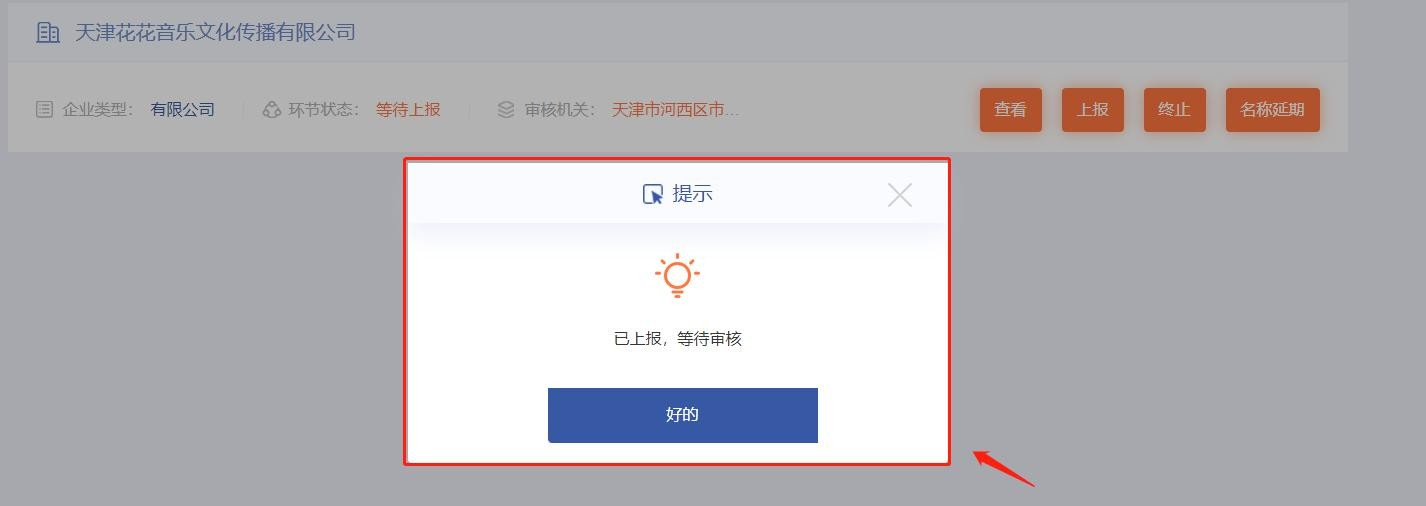 天津花花音乐文化传播有限公司
企业类型： 有限公司 环节状态： 等待上报 审核机关： 天津市河西区市... 查看 上报 终止 名称延期
提示
已上报，等待审核
好的